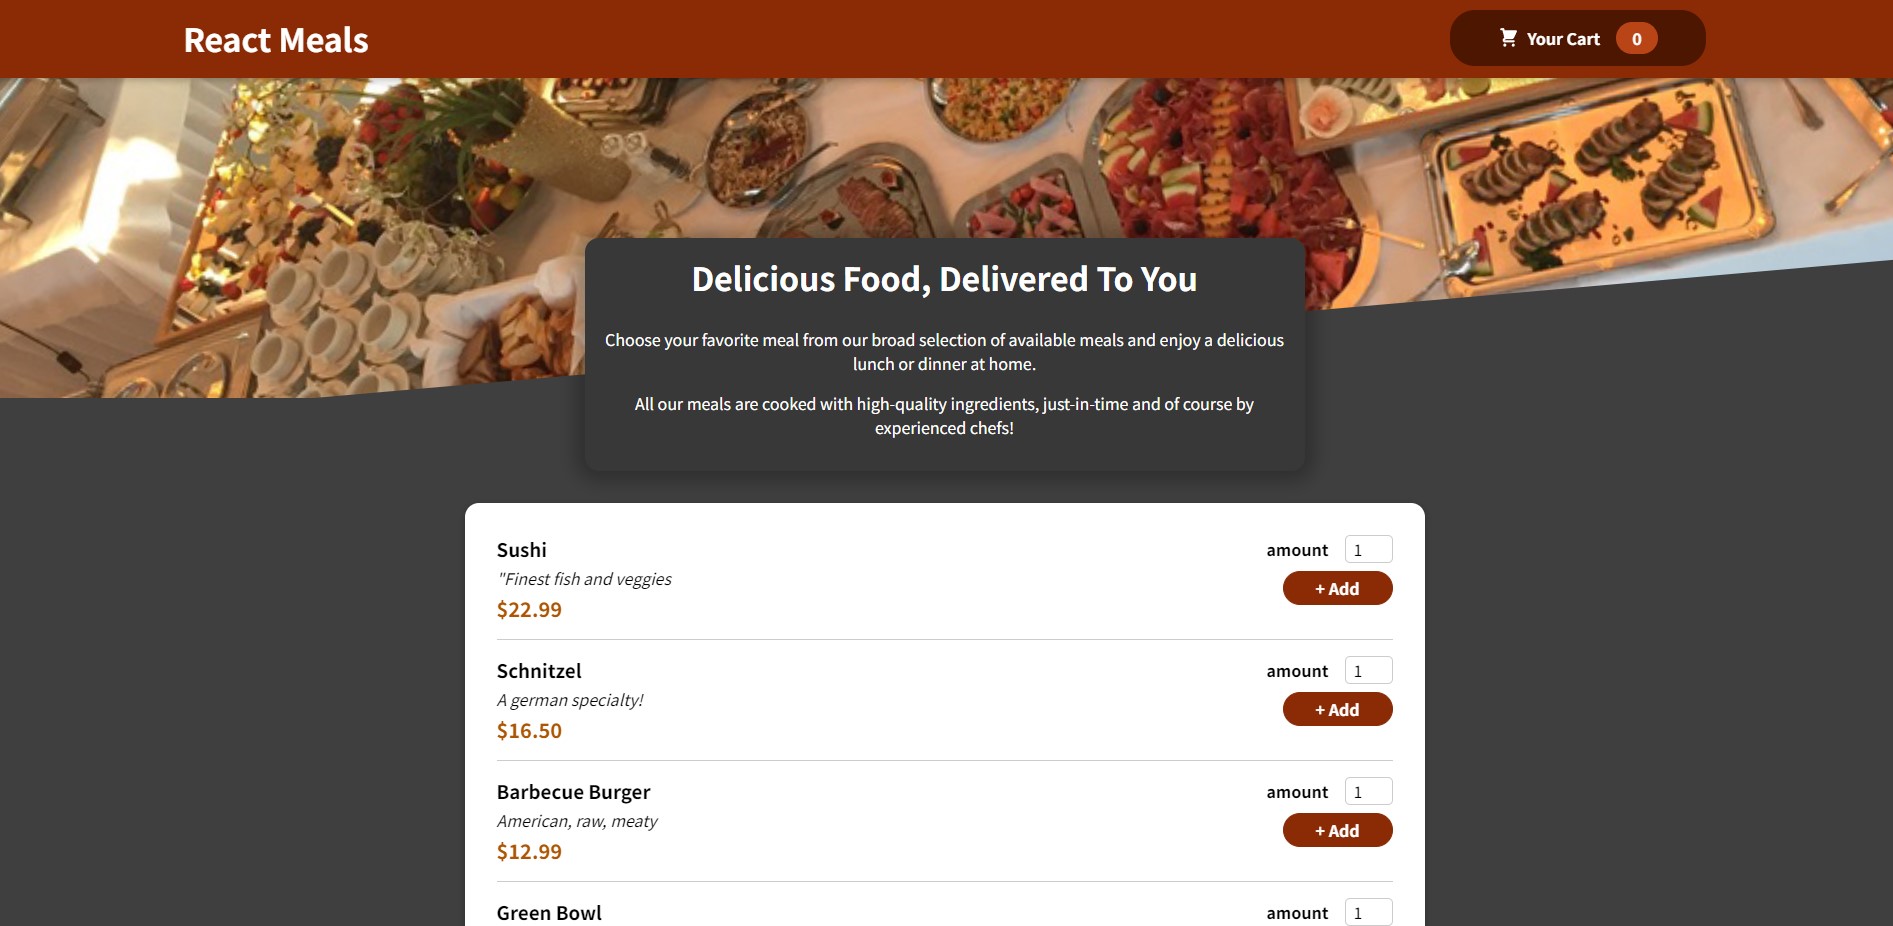 React Meals
Your Cart 0
Delicious Food, Delivered To You
Choose your favorite meal from our broad selection of available meals and enjoy a delicious
lunch or dinner at home.
All our meals are cooked with high-quality ingredients, just-in-time and of course by
experienced chefs!
Sushi
amount 1
"Finest fish and veggies
+ Add
$22.99
Schnitzel
amount 1
A german specialty!
+ Add
$16.50
Barbecue Burger
amount 1
American, raw, meaty
+ Add
$12.99
Green Bowl
amount 1